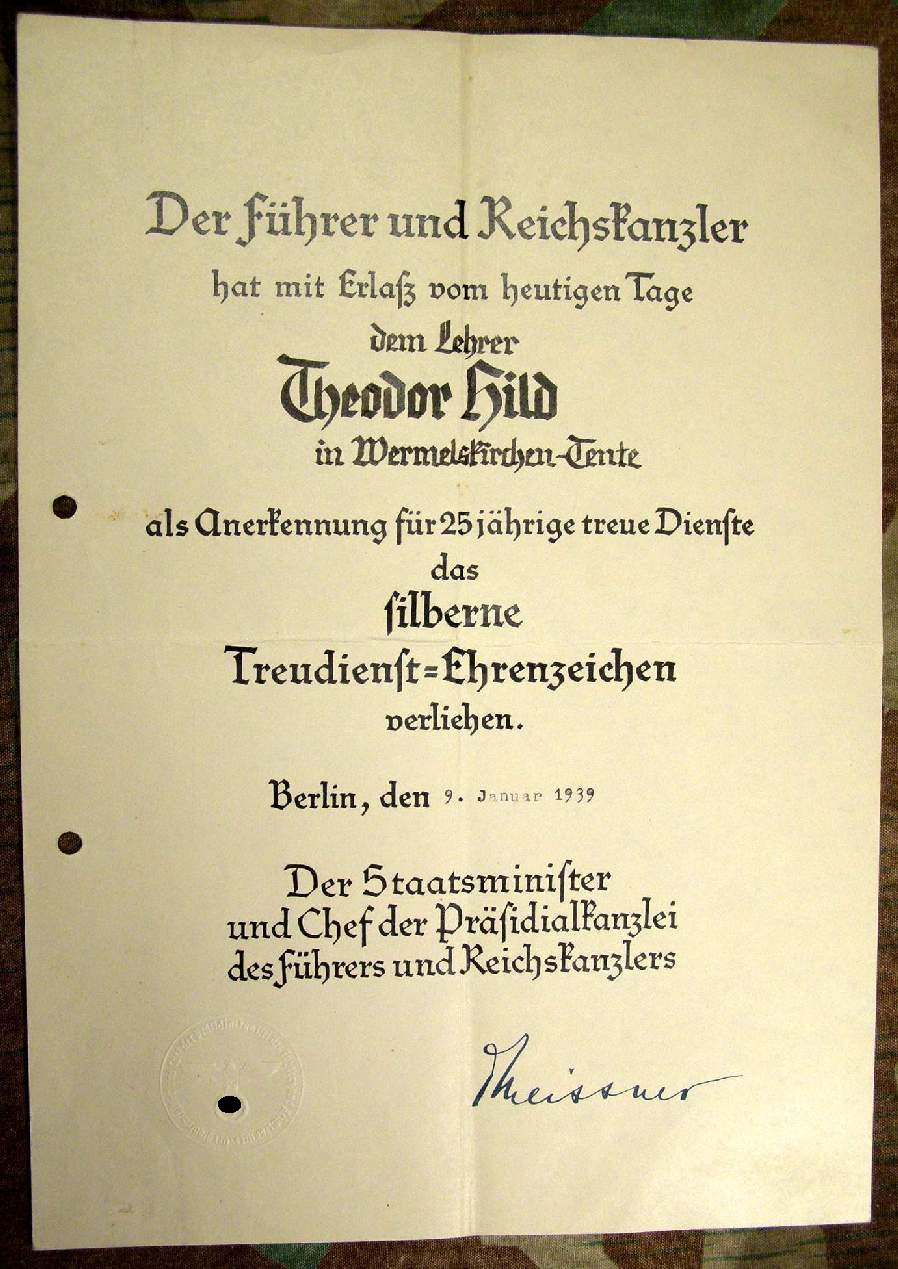 Der Führer und Reichskanzler
hat mit Erlaß vom heutigen Tage
dem Lehrer
Theodor Hild
in Wermelskirchen-Tente
als Anerkennung für 25jährige treue Dienſte
das
ſilberne
Treudienſt=Ehrenzeichen
verliehen.
Berlin, den 9. Januar 1939
Der Staatsminiſter
und Chef der Präſidialkanzlei
des Führers und Reichskanzlers
Meissner